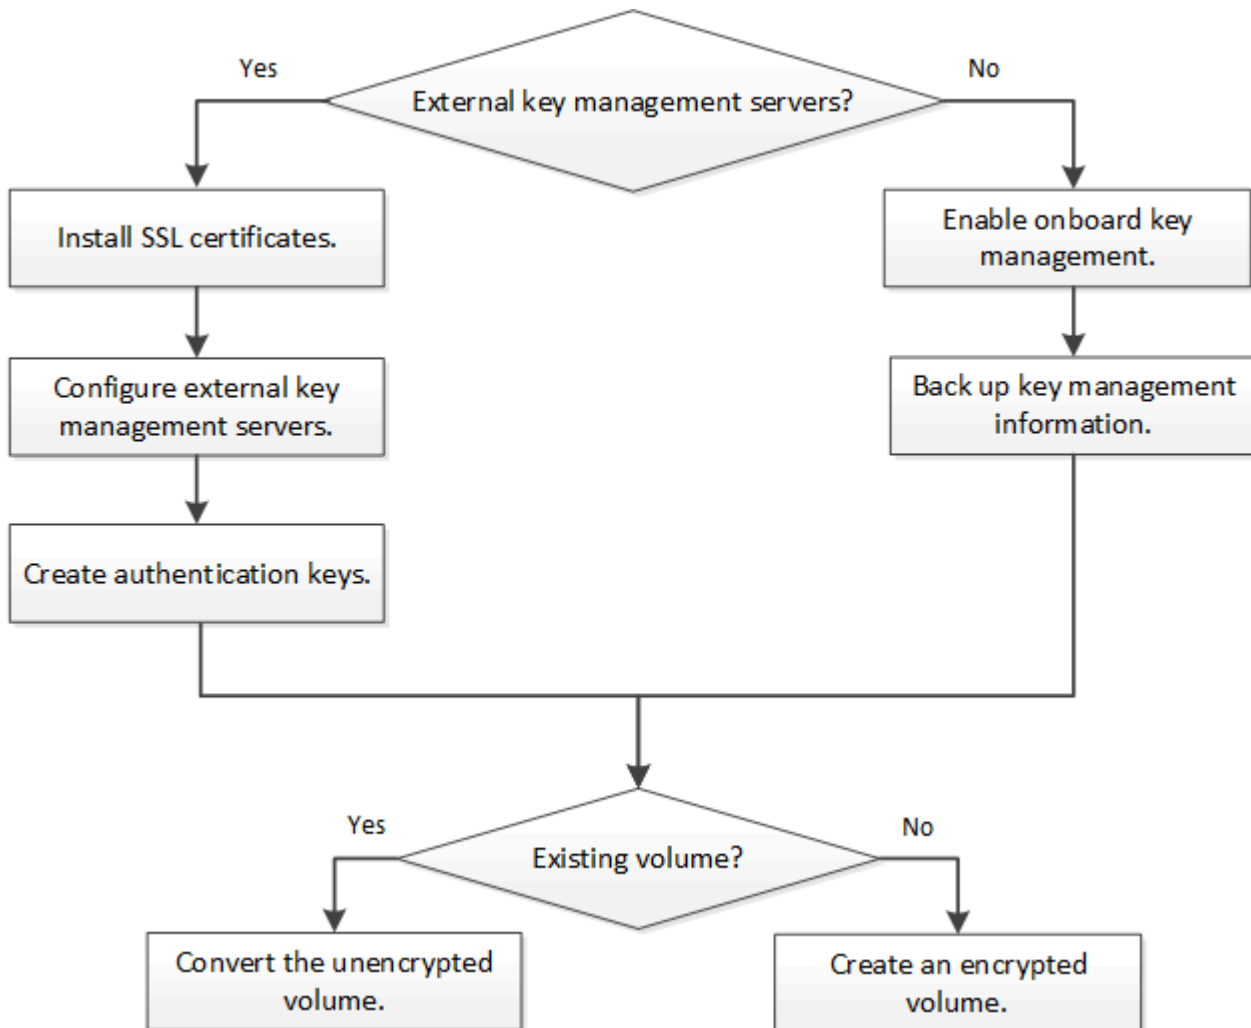 Yes
No
External key management servers?
Install SSL certificates.
Enable onboard key
management.
Configure external key
management servers.
Back up key management
information.
Create authentication keys.
Yes
No
Existing volume?
Convert the unencrypted
volume.
Create an encrypted
volume.